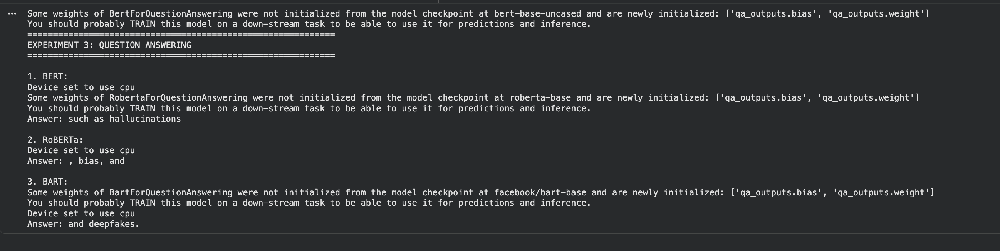 Some weights of BertForQuestionAnswering were not initialized from the model checkpoint at bert-base-uncased and are newly initialized: ['qa_outputs.bias', 'qa_outputs.weight']
You should probably TRAIN this model on a down-stream task to be able to use it for predictions and inference.
============================================================
EXPERIMENT 3: QUESTION ANSWERING
============================================================
1. BERT:
Device set to use cpu
Some weights of RobertaForQuestionAnswering were not initialized from the model checkpoint at roberta-base and are newly initialized: ['qa_outputs.bias', 'qa_outputs.weight']
You should probably TRAIN this model on a down-stream task to be able to use it for predictions and inference.
Answer: such as hallucinations
2. RoBERTa:
Device set to use cpu
Answer: , bias, and
3. BART:
Some weights of BartForQuestionAnswering were not initialized from the model checkpoint at facebook/bart-base and are newly initialized: ['qa_outputs.bias', 'qa_outputs.weight']
You should probably TRAIN this model on a down-stream task to be able to use it for predictions and inference.
Device set to use cpu
Answer: and deepfakes.